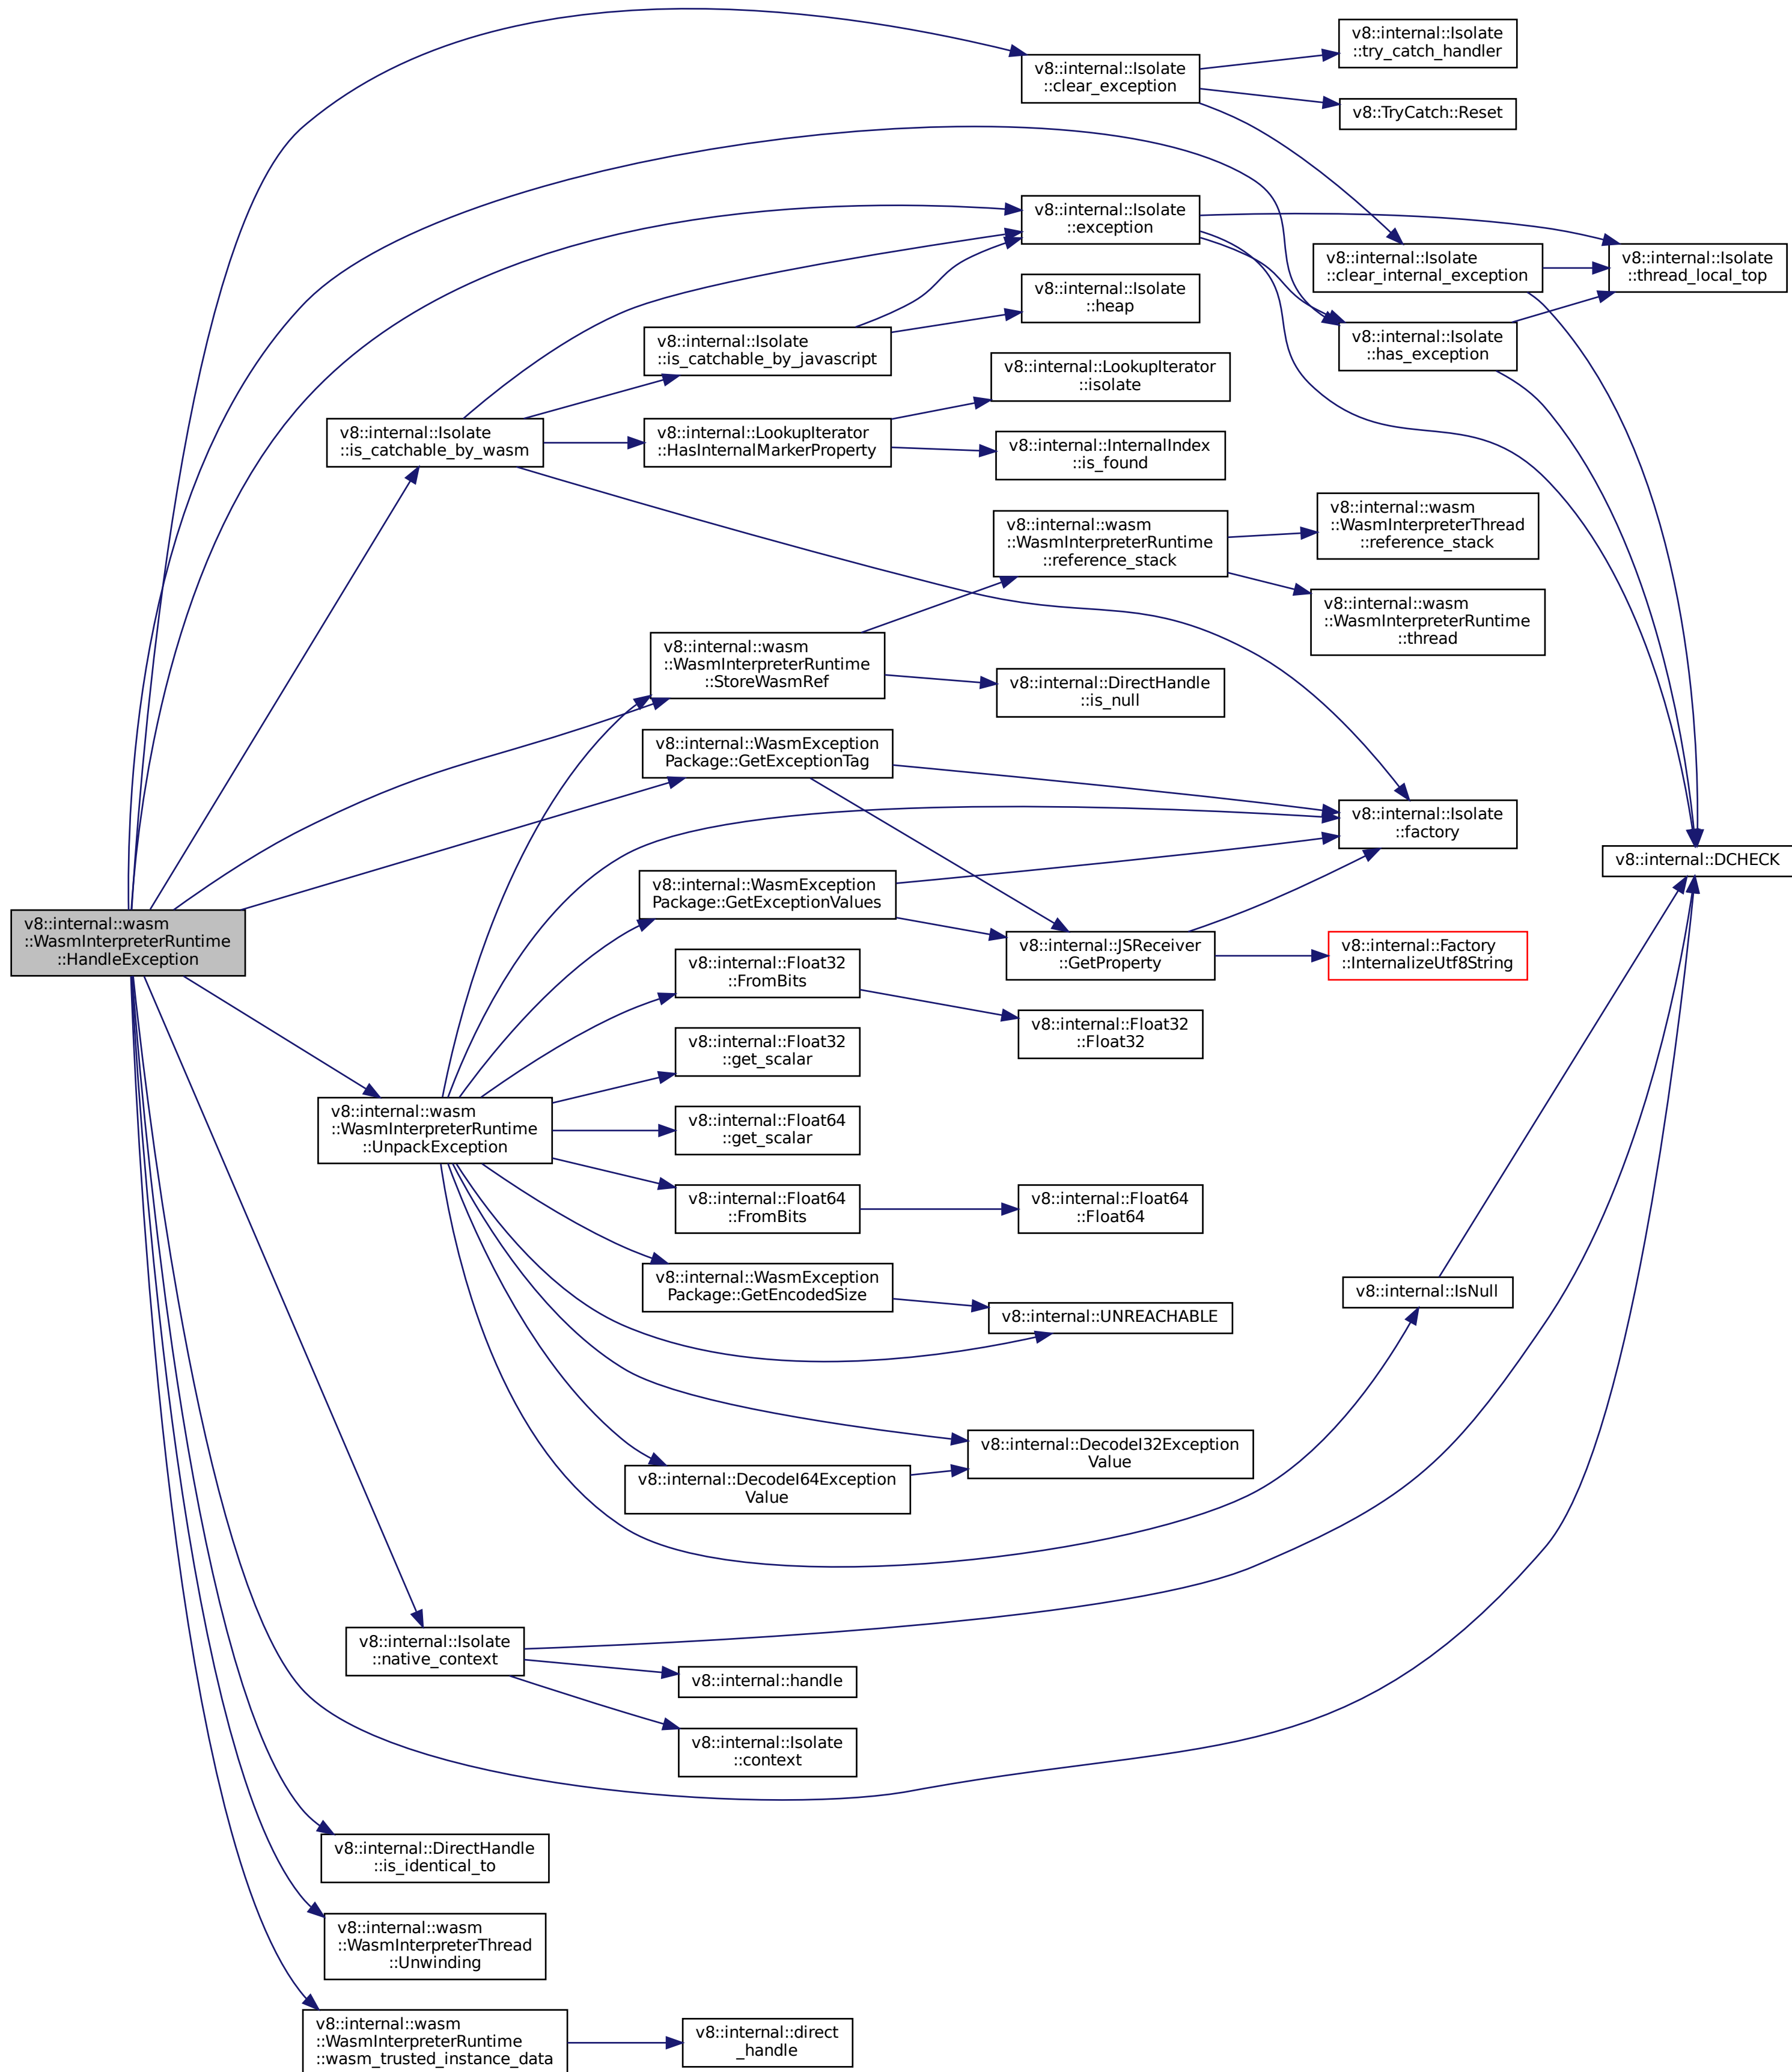 v8::internal::Isolate
::try_catch_handler
v8::internal::Isolate
::clear_exception
v8::TryCatch::Reset
v8::internal::Isolate
::exception
v8::internal::Isolate
::clear_internal_exception
v8::internal::Isolate
::thread_local_top
v8::internal::Isolate
::heap
v8::internal::Isolate
::is_catchable_by_javascript
v8::internal::Isolate
::has_exception
v8::internal::LookupIterator
::isolate
v8::internal::Isolate
::is_catchable_by_wasm
v8::internal::LookupIterator
::HasInternalMarkerProperty
v8::internal::InternalIndex
::is_found
v8::internal::wasm
::WasmInterpreterThread
::reference_stack
v8::internal::wasm
::WasmInterpreterRuntime
::reference_stack
v8::internal::wasm
::WasmInterpreterRuntime
::thread
v8::internal::wasm
::WasmInterpreterRuntime
::StoreWasmRef
v8::internal::DirectHandle
::is_null
v8::internal::WasmException
Package::GetExceptionTag
v8::internal::Isolate
::factory
v8::internal::DCHECK
v8::internal::WasmException
Package::GetExceptionValues
v8::internal::wasm
::WasmInterpreterRuntime
::HandleException
v8::internal::JSReceiver
::GetProperty
v8::internal::Factory
::InternalizeUtf8String
v8::internal::Float32
::FromBits
v8::internal::Float32
::Float32
v8::internal::Float32
::get_scalar
v8::internal::wasm
::WasmInterpreterRuntime
::UnpackException
v8::internal::Float64
::get_scalar
v8::internal::Float64
::FromBits
v8::internal::Float64
::Float64
v8::internal::WasmException
Package::GetEncodedSize
v8::internal::IsNull
v8::internal::UNREACHABLE
v8::internal::DecodeI32Exception
Value
v8::internal::DecodeI64Exception
Value
v8::internal::Isolate
::native_context
v8::internal::handle
v8::internal::Isolate
::context
v8::internal::DirectHandle
::is_identical_to
v8::internal::wasm
::WasmInterpreterThread
::Unwinding
v8::internal::wasm
::WasmInterpreterRuntime
::wasm_trusted_instance_data
v8::internal::direct
_handle